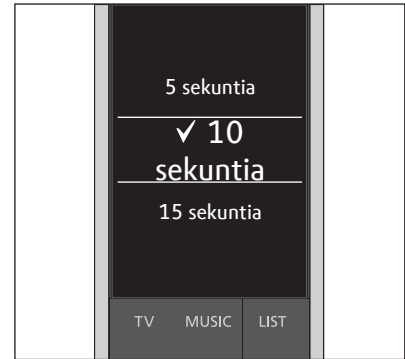 5 sekuntia
✓ 10
sekuntia
15 sekuntia
TV MUSIC LIST